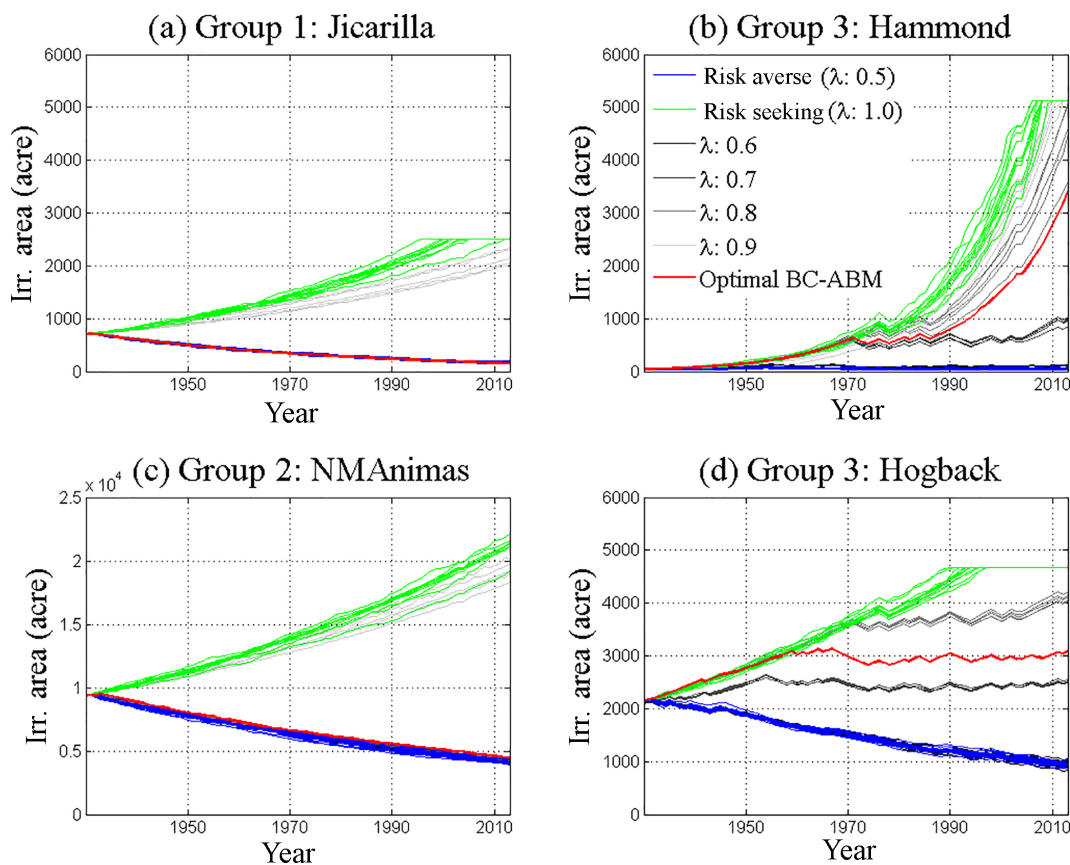 (a) Group 1: Jicarilla
6000
5000
4000
3000
2000
1000
0
Irr. area (acre)
1950
1970
1990
2010
Year
(b) Group 3: Hammond
6000
5000
4000
3000
2000
1000
0
Irr. area (acre)
Risk averse (λ: 0.5)
Risk seeking (λ: 1.0)
λ: 0.6
λ: 0.7
λ: 0.8
λ: 0.9
Optimal BC-ABM
1950
1970
1990
2010
Year
(c) Group 2: NMAnimas
x 10⁴
2.5
2
1.5
1
0.5
0
Irr. area (acre)
1950
1970
1990
2010
Year
(d) Group 3: Hogback
6000
5000
4000
3000
2000
1000
0
Irr. area (acre)
1950
1970
1990
2010
Year